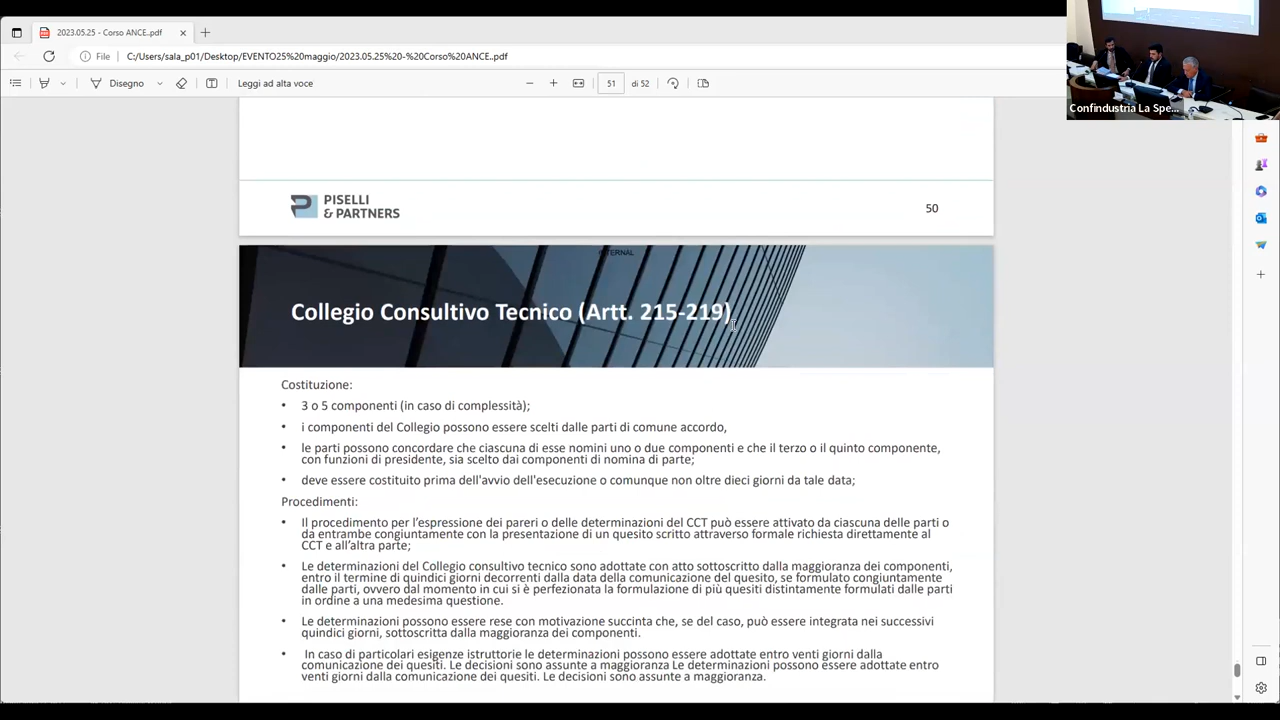 2023.05.25 - Corso ANCE..pdf
File
C:/Users/sala_p01/Desktop/EVENTO25%20maggio/2023.05.25%20-%20Corso%20ANCE..pdf
Disegno
Leggi ad alta voce
51
di 52
Confindustria La Spe...
PISELLI
& PARTNERS
50
INTERNAL
Collegio Consultivo Tecnico (Artt. 215-219)
Costituzione:
• 3 o 5 componenti (in caso di complessità);
• i componenti del Collegio possono essere scelti dalle parti di comune accordo,
• le parti possono concordare che ciascuna di esse nomini uno o due componenti e che il terzo o il quinto componente,
con funzioni di presidente, sia scelto dai componenti di nomina di parte;
• deve essere costituito prima dell'avvio dell'esecuzione o comunque non oltre dieci giorni da tale data;
Procedimenti:
• Il procedimento per l'espressione dei pareri o delle determinazioni del CCT può essere attivato da ciascuna delle parti o
da entrambe congiuntamente con la presentazione di un quesito scritto attraverso formale richiesta direttamente al
CCT e all'altra parte;
• Le determinazioni del Collegio consultivo tecnico sono adottate con atto sottoscritto dalla maggioranza dei componenti,
entro il termine di quindici giorni decorrenti dalla data della comunicazione del quesito, se formulato congiuntamente
dalle parti, ovvero dal momento in cui si è perfezionata la formulazione di più quesiti distintamente formulati dalle parti
in ordine a una medesima questione.
• Le determinazioni possono essere rese con motivazione succinta che, se del caso, può essere integrata nei successivi
quindici giorni, sottoscritta dalla maggioranza dei componenti.
• In caso di particolari esigenze istruttorie le determinazioni possono essere adottate entro venti giorni dalla
comunicazione dei quesiti. Le decisioni sono assunte a maggioranza Le determinazioni possono essere adottate entro
venti giorni dalla comunicazione dei quesiti. Le decisioni sono assunte a maggioranza.